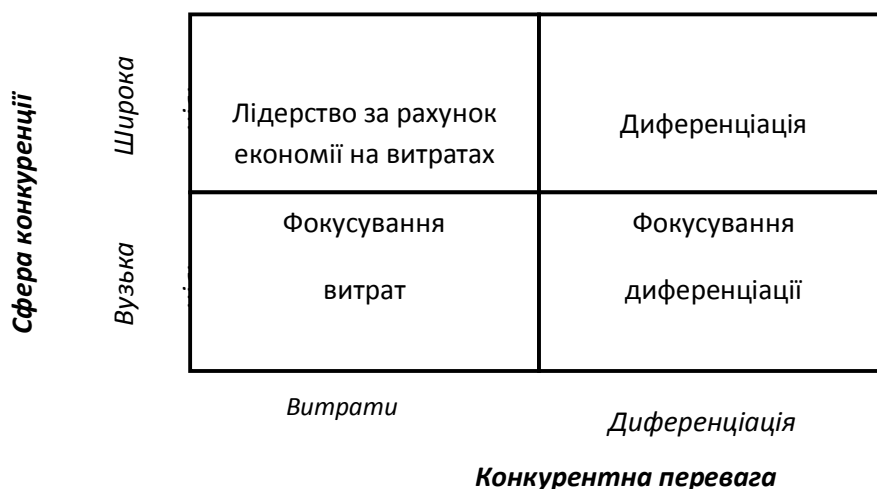 Сфера конкуренції
Широка
Лідерство за рахунок
економії на витратах
Диференціація
Вузька
Фокусування
витрат
Фокусування
диференціації
Витрати
Диференціація
Конкурентна перевага